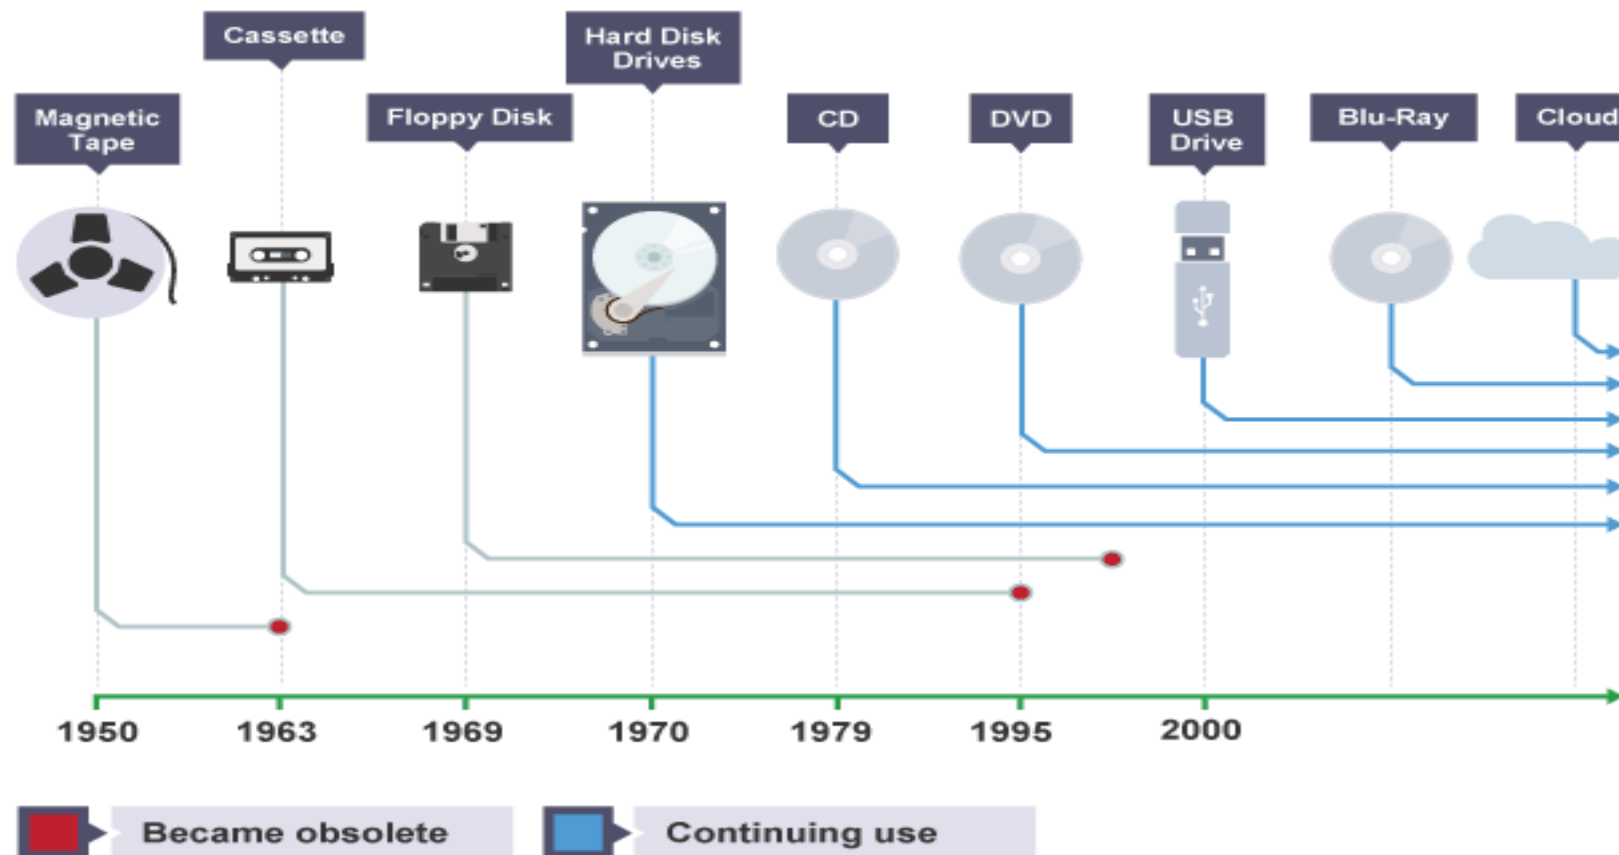 Cassette
Hard Disk
Drives
Magnetic
Tape
Floppy Disk
CD
DVD
USB
Drive
Blu-Ray
Cloud
1950
1963
1969
1970
1979
1995
2000
Became obsolete
Continuing use